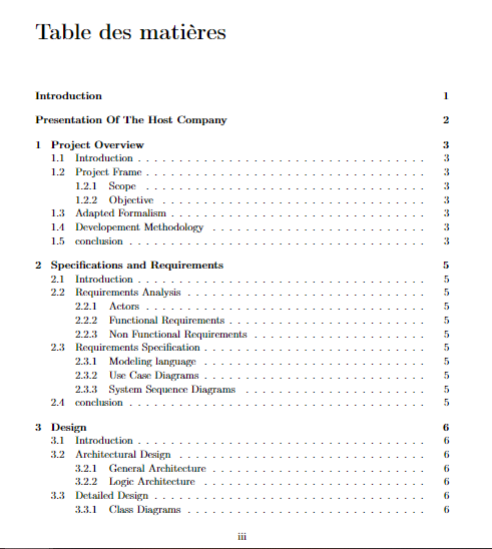 Table des matières
Introduction 1
Presentation Of The Host Company 2
1 Project Overview 3
1.1 Introduction . . . . . . . . . . . . . . . . . . . . . . . . . . . . . . . . . . 3
1.2 Project Frame . . . . . . . . . . . . . . . . . . . . . . . . . . . . . . . . . 3
1.2.1 Scope . . . . . . . . . . . . . . . . . . . . . . . . . . . . . . . . . 3
1.2.2 Objective . . . . . . . . . . . . . . . . . . . . . . . . . . . . . . . 3
1.3 Adapted Formalism . . . . . . . . . . . . . . . . . . . . . . . . . . . . . . 3
1.4 Developement Methodology . . . . . . . . . . . . . . . . . . . . . . . . . 3
1.5 conclusion . . . . . . . . . . . . . . . . . . . . . . . . . . . . . . . . . . . 3
2 Specifications and Requirements 5
2.1 Introduction . . . . . . . . . . . . . . . . . . . . . . . . . . . . . . . . . . 5
2.2 Requirements Analysis . . . . . . . . . . . . . . . . . . . . . . . . . . . . 5
2.2.1 Actors . . . . . . . . . . . . . . . . . . . . . . . . . . . . . . . . . 5
2.2.2 Functional Requirements . . . . . . . . . . . . . . . . . . . . . . . 5
2.2.3 Non Functional Requirements . . . . . . . . . . . . . . . . . . . . 5
2.3 Requirements Specification . . . . . . . . . . . . . . . . . . . . . . . . . . 5
2.3.1 Modeling language . . . . . . . . . . . . . . . . . . . . . . . . . . 5
2.3.2 Use Case Diagrams . . . . . . . . . . . . . . . . . . . . . . . . . . 5
2.3.3 System Sequence Diagrams . . . . . . . . . . . . . . . . . . . . . 5
2.4 conclusion . . . . . . . . . . . . . . . . . . . . . . . . . . . . . . . . . . . 5
3 Design 6
3.1 Introduction . . . . . . . . . . . . . . . . . . . . . . . . . . . . . . . . . . 6
3.2 Architectural Design . . . . . . . . . . . . . . . . . . . . . . . . . . . . . 6
3.2.1 General Architecture . . . . . . . . . . . . . . . . . . . . . . . . . 6
3.2.2 Logic Architecture . . . . . . . . . . . . . . . . . . . . . . . . . . 6
3.3 Detailed Design . . . . . . . . . . . . . . . . . . . . . . . . . . . . . . . . 6
3.3.1 Class Diagrams . . . . . . . . . . . . . . . . . . . . . . . . . . . . 6
iii